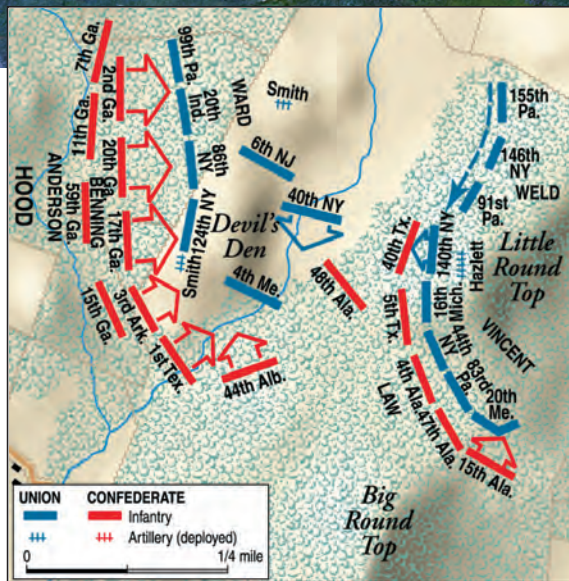 7th Ga.
2nd Ga.
11th Ga.
20th Ga.
HOOD
ANDERSON
59th Ga.
BENNING
17th Ga.
15th Ga.
3rd Ark.
1st Tex.
44th Alb.
99th Pa.
20th Ind.
WARD
86th NY
124th NY
Smith
Smith
6th NJ
40th NY
Devil's
Den
4th Me.
48th Ala.
155th
Pa.
146th
NY
WELD
91st
Pa.
40th Tx.
140th NY
Hazlett
Little
Round
Top
16th
Mich.
5th Tx.
44th
NY
VINCENT
83rd
Pa.
20th
Me.
LAW
4th Ala.
47th Ala.
15th Ala.
Big
Round
Top
UNION CONFEDERATE
Infantry
Artillery (deployed)
0 1/4 mile